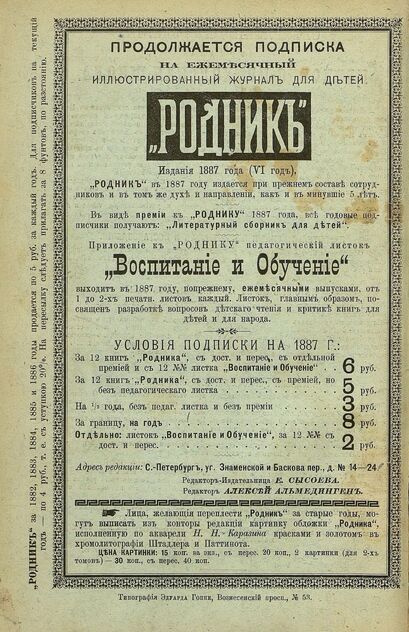 ПРОДОЛЖАЕТСЯ ПОДПИСКА
НА ЕЖЕМѢСЯЧНЫЙ
ИЛЛЮСТРИРОВАННЫЙ ЖУРНАЛЪ ДЛЯ ДѢТЕЙ
„РОДНИКЪ"
Изданія 1887 года (VI годъ).
„РОДНИКЪ" въ 1887 году издается при прежнемъ составѣ сотруд-
никовъ и въ томъ же духѣ и направленіи, какъ и въ минувшіе 5 лѣтъ.
Въ видѣ преміи къ „РОДНИКУ" 1887 года, всѣ годовые под-
писчики получаютъ: „Литературный сборникъ для дѣтей".
Приложеніе къ „РОДНИКУ" педагогическій листокъ
„Воспитаніе и Обученіе"
выходитъ въ 1887 году, попрежнему, ежемѣсячными выпусками, отъ
1 до 2-хъ печатн. листовъ каждый. Листокъ, главнымъ образомъ, по-
священъ разработкѣ вопросовъ дѣтскаго чтенія и критикѣ книгъ для
дѣтей и для народа.
УСЛОВІЯ ПОДПИСКИ НА 1887 Г.:
За 12 книгъ „Родника", съ дост. и перес., съ отдѣльной
преміей и съ 12 №№ листка „Воспитаніе и Обученіе" . . . 6 руб.
За 12 книгъ „Родника", съ дост. и перес., съ преміей, но
безъ педагогическаго листка . . . 5 руб.
На ½ года, безъ педаг. листка и безъ преміи . . . 3 руб.
За границу, на годъ . . . 8 руб.
Отдѣльно: листокъ „Воспитаніе и Обученіе", за 12 №№ съ
дост. и перес. . . . 2 руб.
Адресъ редакціи: С.-Петербургъ, уг. Знаменской и Баскова пер., д. № 14—24
Редакторъ-Издательница Е. СЫСОЕВА.
Редакторъ АЛЕКСѢЙ АЛЬМЕДИНГЕНЪ.
Лица, желающія переплести „Родникъ" за старые годы, мо-
гутъ выписать изъ конторы редакціи картинку обложки „Родника",
исполненную по акварели Н. Н. Каразина красками и золотомъ въ
хромолитографіи Штадлера и Паттинота.
ЦѢНА КАРТИНКИ: 15 коп. за экз., съ перес. 20 коп., 2 картинки (для 2-хъ
томовъ)—30 коп., съ перес. 40 коп.
Типографія Эдуарда Гоппе, Вознесенскій просп., № 53.
„РОДНИКЪ" за 1882, 1883, 1884, 1885 и 1886 годы продается по 5 руб. за каждый годъ. Для подписчиковъ на текущій
годъ — по 4 руб., т. е. съ уступкою 20%. На пересылку слѣдуетъ прилагать за 8 фунтовъ, по разстоянію.